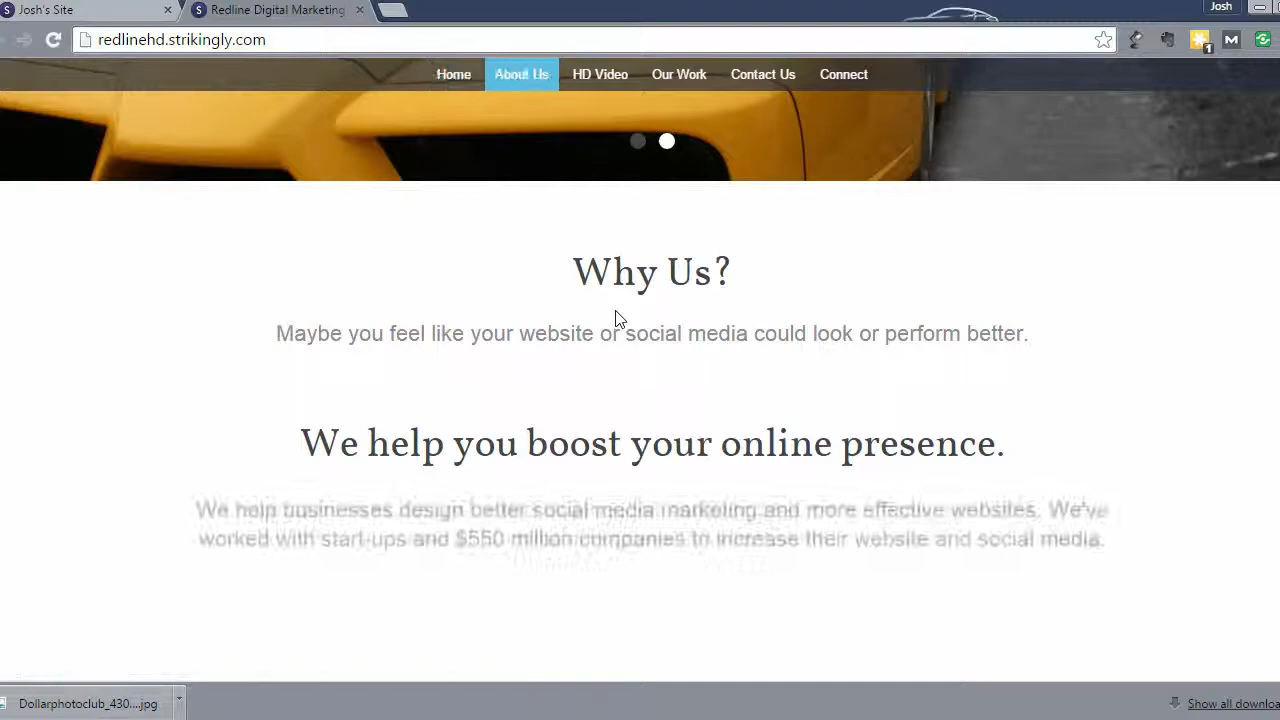 Josh's Site
Redline Digital Marketing
Josh
redlinehd.strikingly.com
1
M
Home
About Us
HD Video
Our Work
Contact Us
Connect
Why Us?
Maybe you feel like your website or social media could look or perform better.
We help you boost your online presence.
We help businesses design better social media marketing and more effective websites. We've
worked with start-ups and $550 million companies to increase their website and social media.
Dollarphotoclub_430....jpg
Show all downloa